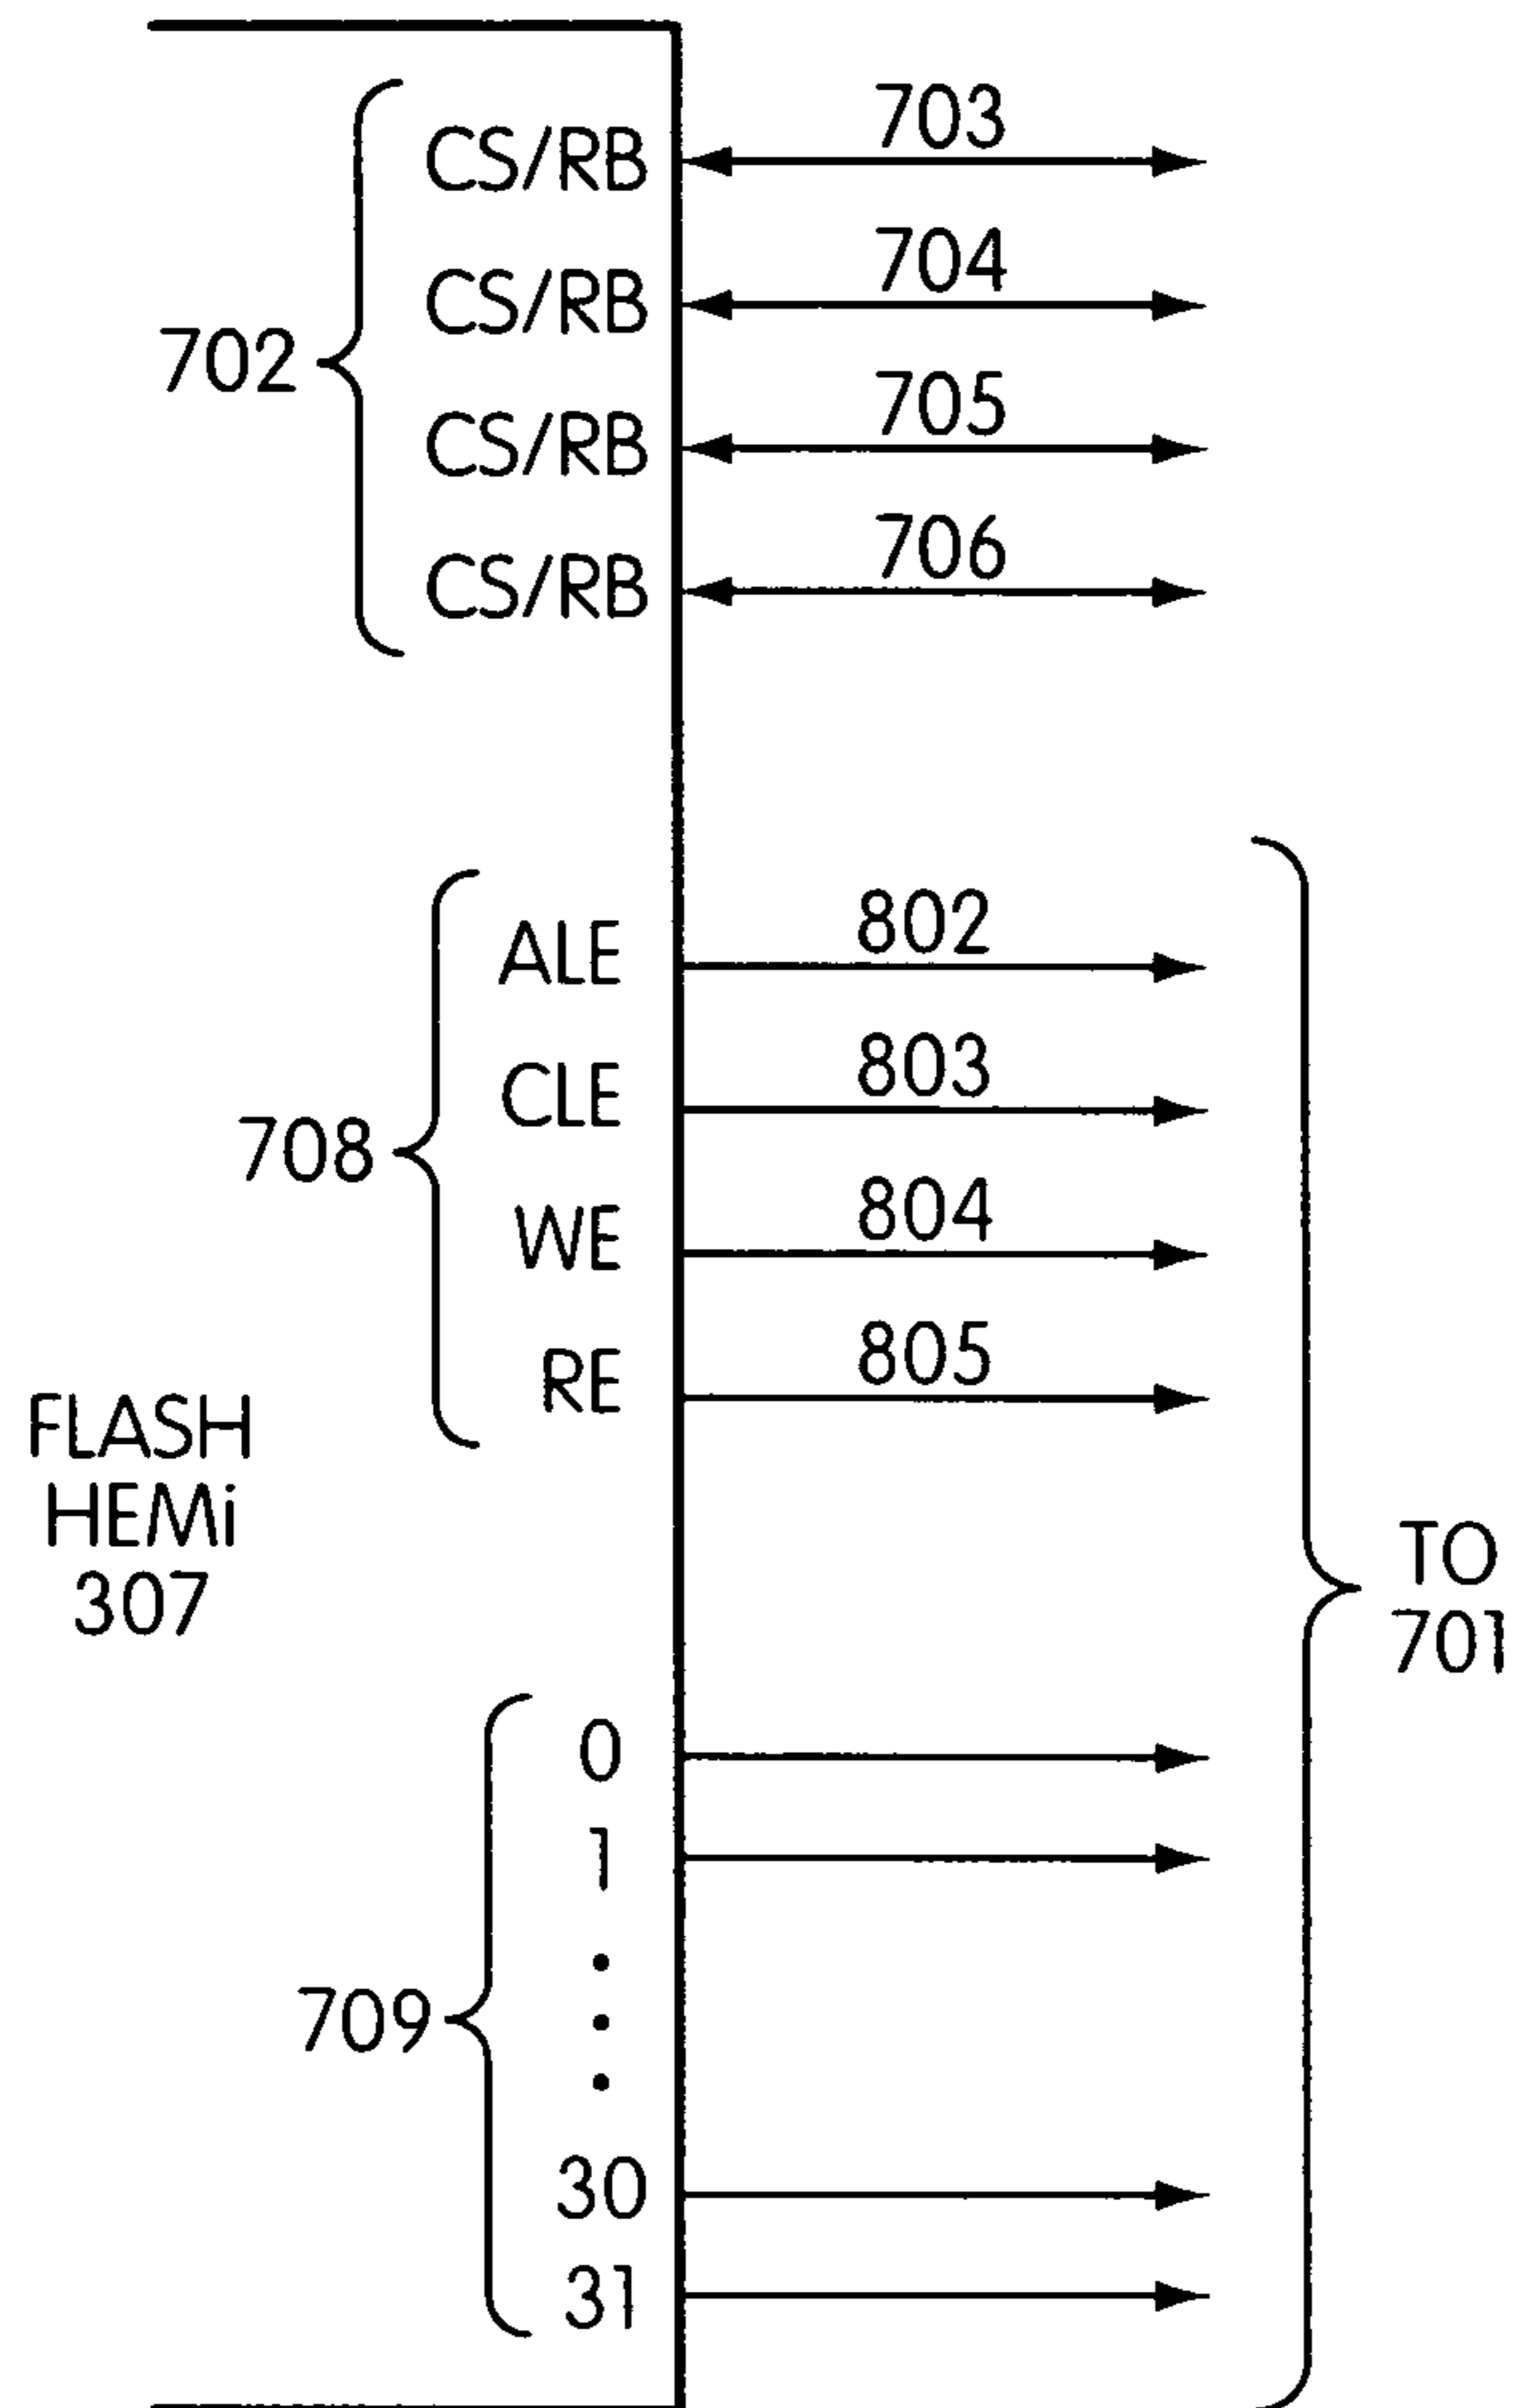 CS/RB 703
CS/RB 704
702
CS/RB 705
CS/RB 706
ALE 802
CLE 803
708
WE 804
RE 805
FLASH
HEMi
307
TO
701
0
1
709
30
31